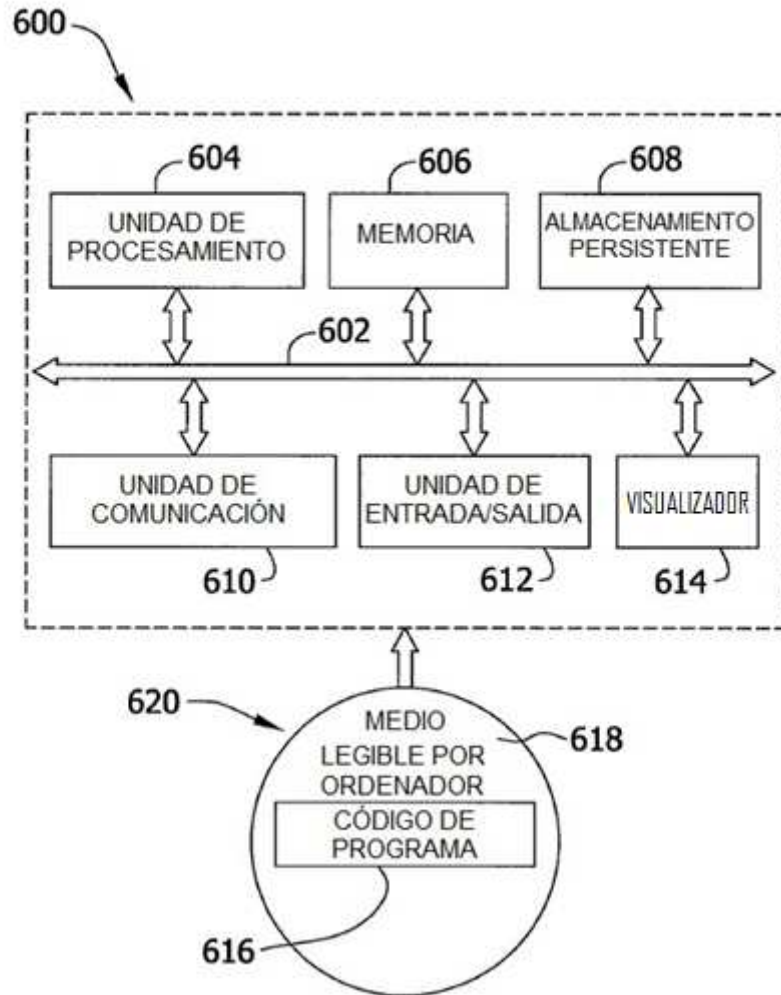 600
604
606
608
UNIDAD DE
PROCESAMIENTO
MEMORIA
ALMACENAMIENTO
PERSISTENTE
602
UNIDAD DE
COMUNICACIÓN
UNIDAD DE
ENTRADA/SALIDA
VISUALIZADOR
610
612
614
620
MEDIO
LEGIBLE POR
ORDENADOR
618
CÓDIGO DE
PROGRAMA
616